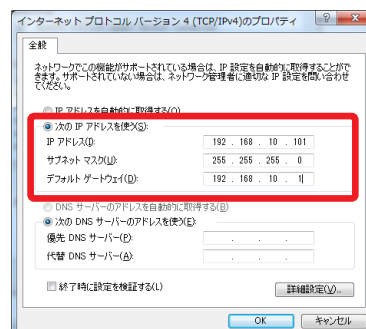 インターネット プロトコル バージョン 4 (TCP/IPv4)のプロパティ
全般
ネットワークでこの機能がサポートされている場合は、IP 設定を自動的に取得することがで
きます。サポートされていない場合は、ネットワーク管理者に適切な IP 設定を問い合わせ
てください。
IP アドレスを自動的に取得する(O)
次の IP アドレスを使う(S):
IP アドレス(I): 192 . 168 . 10 . 101
サブネット マスク(U): 255 . 255 . 255 . 0
デフォルト ゲートウェイ(D): 192 . 168 . 10 . 1
DNS サーバーのアドレスを自動的に取得する(B)
次の DNS サーバーのアドレスを使う(E):
優先 DNS サーバー(P): . . .
代替 DNS サーバー(A): . . .
終了時に設定を検証する(L)
詳細設定(V)...
OK キャンセル